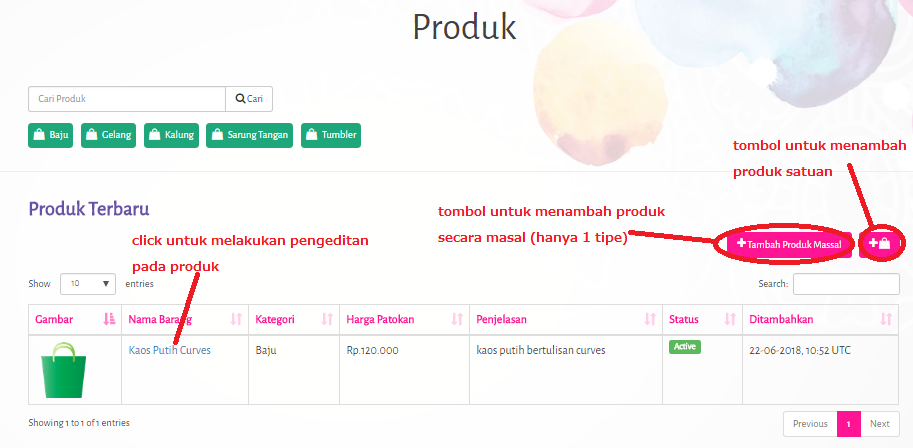 Produk
Cari Produk
Cari
Baju
Gelang
Kalung
Sarung Tangan
Tumbler
tombol untuk menambah
produk satuan
Produk Terbaru
tombol untuk menambah produk
secara masal (hanya 1 tipe)
click untuk melakukan pengeditan
pada produk
+Tambah Produk Massal
+
Show 10 entries
Search:
Gambar Nama Barang Kategori Harga Patokan Penjelasan Status Ditambahkan
Kaos Putih Curves Baju Rp.120.000 kaos putih bertulisan curves Active 22-06-2018, 10:52 UTC
Showing 1 to 1 of 1 entries
Previous 1 Next